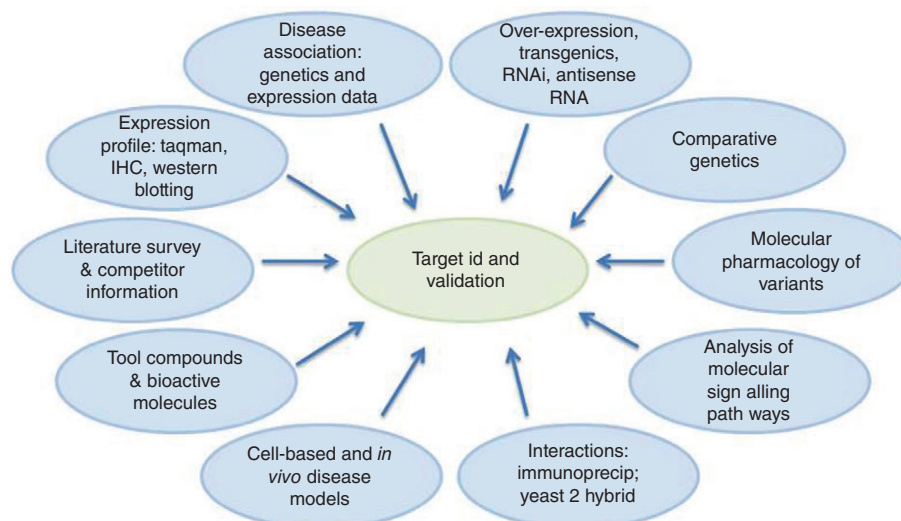 Disease
association:
genetics and
expression data
Over-expression,
transgenics,
RNAi, antisense
RNA
Comparative
genetics
Molecular
pharmacology of
variants
Analysis of
molecular
sign alling
path ways
Interactions:
immunoprecip;
yeast 2 hybrid
Cell-based and in
vivo disease
models
Tool compounds
& bioactive
molecules
Literature survey
& competitor
information
Expression
profile: taqman,
IHC, western
blotting
Target id and
validation